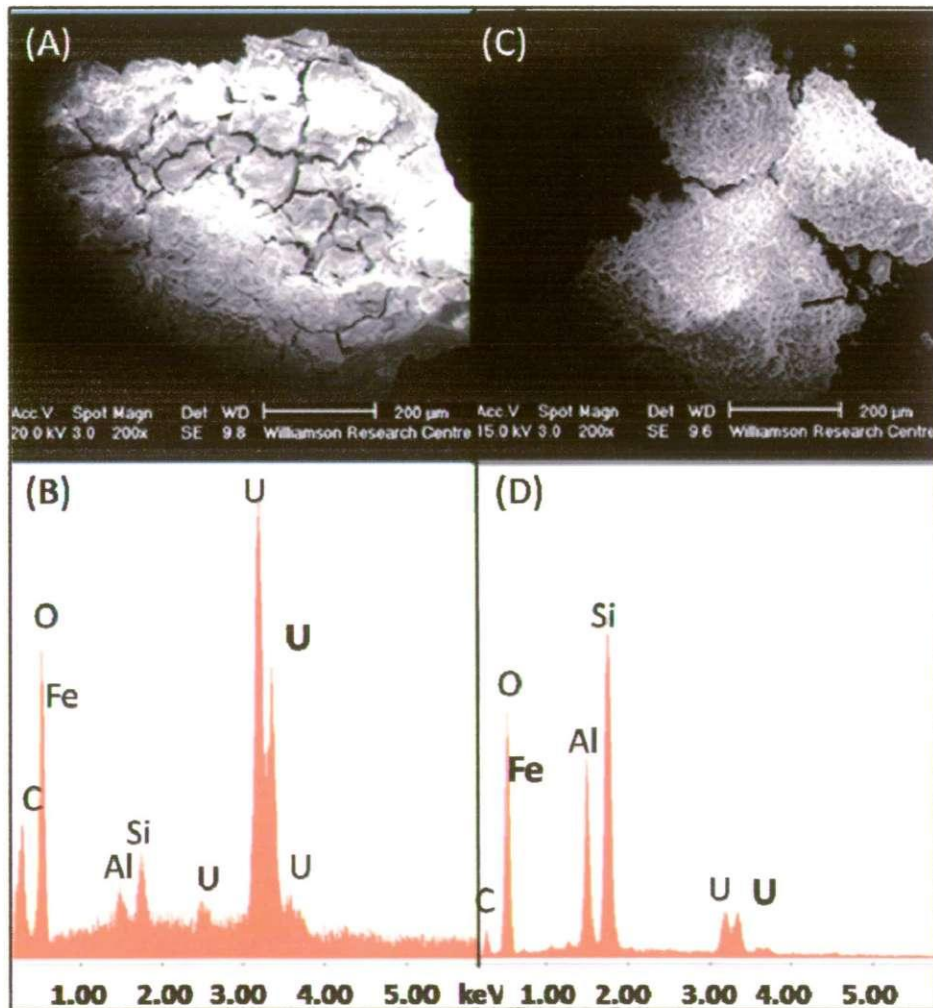 (A)
(C)
Acc.V Spot Magn Det WD 200 µm
20.0 kV 3.0 200x SE 9.8 Williamson Research Centre
Acc.V Spot Magn Det WD 200 µm
15.0 kV 3.0 200x SE 9.6 Williamson Research Centre
(B)
U
O
U
Fe
C
Si
Al
U
U
1.00 2.00 3.00 4.00 5.00 keV
(D)
Si
O
Al
Fe
U
U
C
1.00 2.00 3.00 4.00 5.00